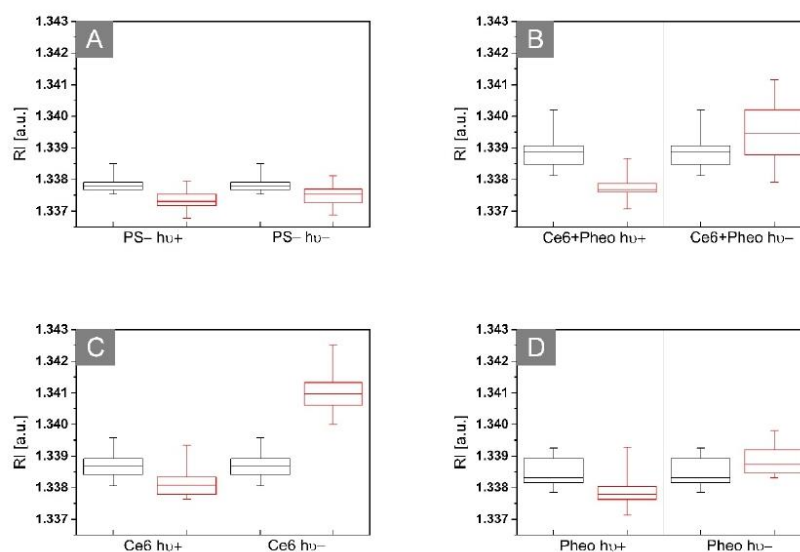 A
RI [a.u.]
1.343
1.342
1.341
1.340
1.339
1.338
1.337
PS− hυ+
PS− hυ−
B
RI [a.u.]
1.343
1.342
1.341
1.340
1.339
1.338
1.337
Ce6+Pheo hυ+
Ce6+Pheo hυ−
C
RI [a.u.]
1.343
1.342
1.341
1.340
1.339
1.338
1.337
Ce6 hυ+
Ce6 hυ−
D
RI [a.u.]
1.343
1.342
1.341
1.340
1.339
1.338
1.337
Pheo hυ+
Pheo hυ−